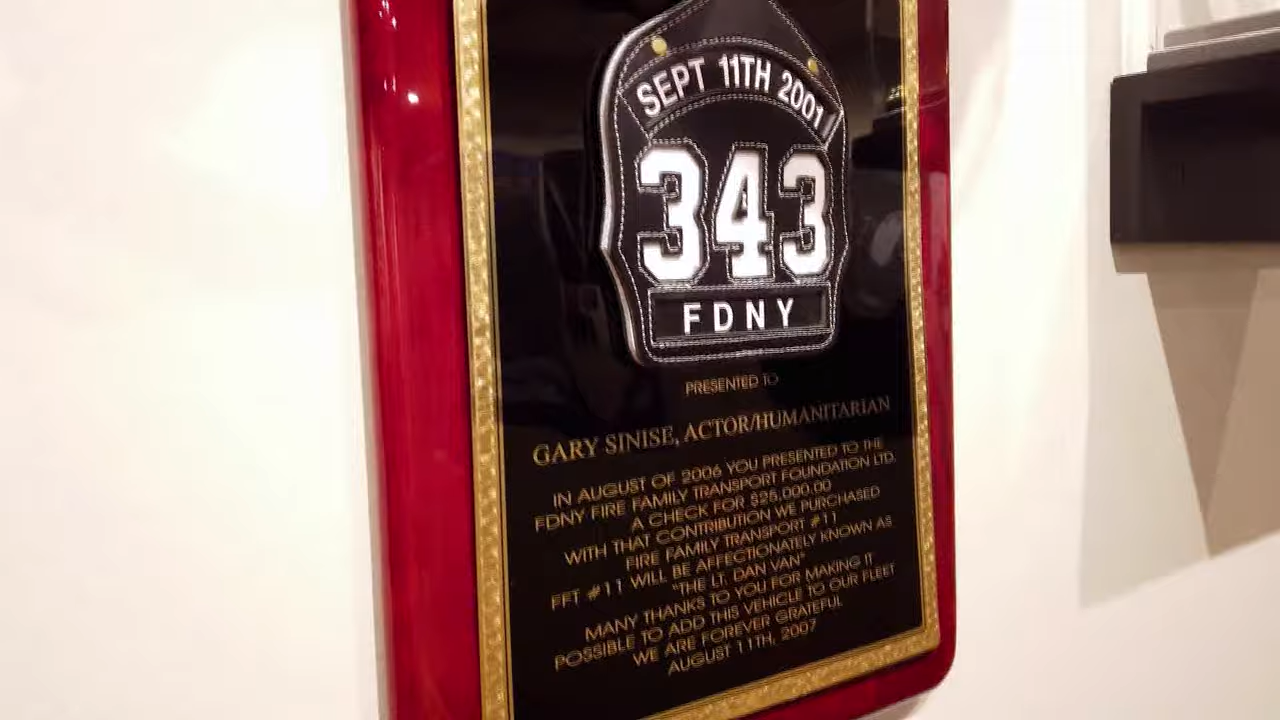 SEPT 11TH 2001
343
FDNY
PRESENTED TO
GARY SINISE, ACTOR/HUMANITARIAN
IN AUGUST OF 2006 YOU PRESENTED TO THE
FDNY FIRE FAMILY TRANSPORT FOUNDATION LTD.
A CHECK FOR $25,000.00
WITH THAT CONTRIBUTION WE PURCHASED
FIRE FAMILY TRANSPORT #11
FFT #11 WILL BE AFFECTIONATELY KNOWN AS
"THE LT. DAN VAN"
MANY THANKS TO YOU FOR MAKING IT
POSSIBLE TO ADD THIS VEHICLE TO OUR FLEET
WE ARE FOREVER GRATEFUL
AUGUST 11TH, 2007